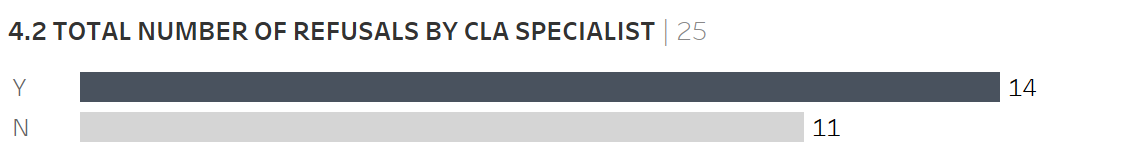 4.2 TOTAL NUMBER OF REFUSALS BY CLA SPECIALIST | 25
Y 14
N 11